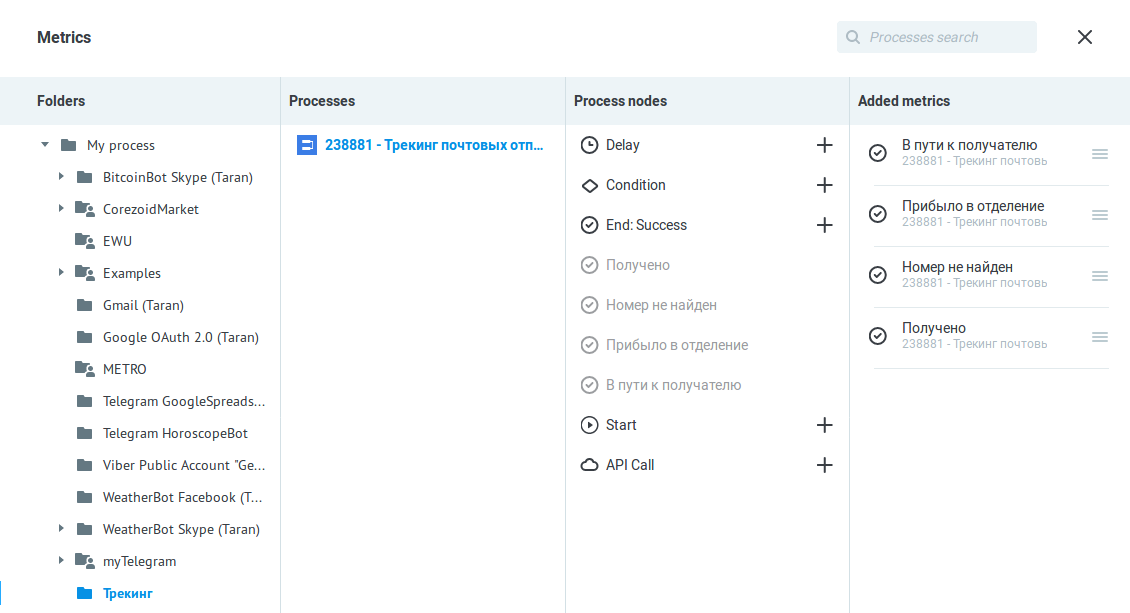 Metrics
Processes search
Folders
Processes
Process nodes
Added metrics
My process
BitcoinBot Skype (Taran)
CorezoidMarket
EWU
Examples
Gmail (Taran)
Google OAuth 2.0 (Taran)
METRO
Telegram GoogleSpreads...
Telegram HoroscopeBot
Viber Public Account "Ge...
WeatherBot Facebook (T...
WeatherBot Skype (Taran)
myTelegram
Трекинг
238881 - Трекинг почтовых отп...
Delay
Condition
End: Success
Получено
Номер не найден
Прибыло в отделение
В пути к получателю
Start
API Call
В пути к получателю
238881 - Трекинг почтовь
Прибыло в отделение
238881 - Трекинг почтовь
Номер не найден
238881 - Трекинг почтовь
Получено
238881 - Трекинг почтовь